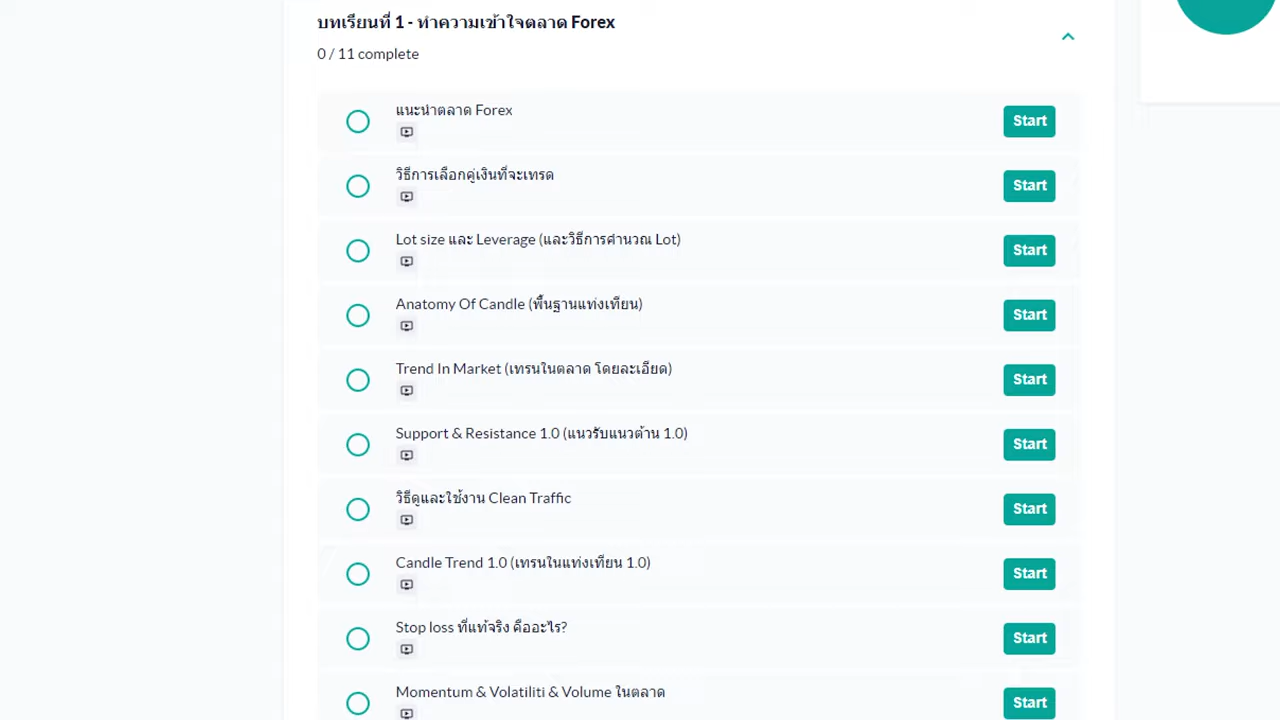 บทเรียนที่ 1 - ทำความเข้าใจตลาด Forex
0 / 11 complete
แนะนำตลาด Forex
Start
วิธีการเลือกคู่เงินที่จะเทรด
Start
Lot size และ Leverage (และวิธีการคำนวณ Lot)
Start
Anatomy Of Candle (พื้นฐานแท่งเทียน)
Start
Trend In Market (เทรนในตลาด โดยละเอียด)
Start
Support & Resistance 1.0 (แนวรับแนวต้าน 1.0)
Start
วิธีดูและใช้งาน Clean Traffic
Start
Candle Trend 1.0 (เทรนในแท่งเทียน 1.0)
Start
Stop loss ที่แท้จริง คืออะไร?
Start
Momentum & Volatiliti & Volume ในตลาด
Start